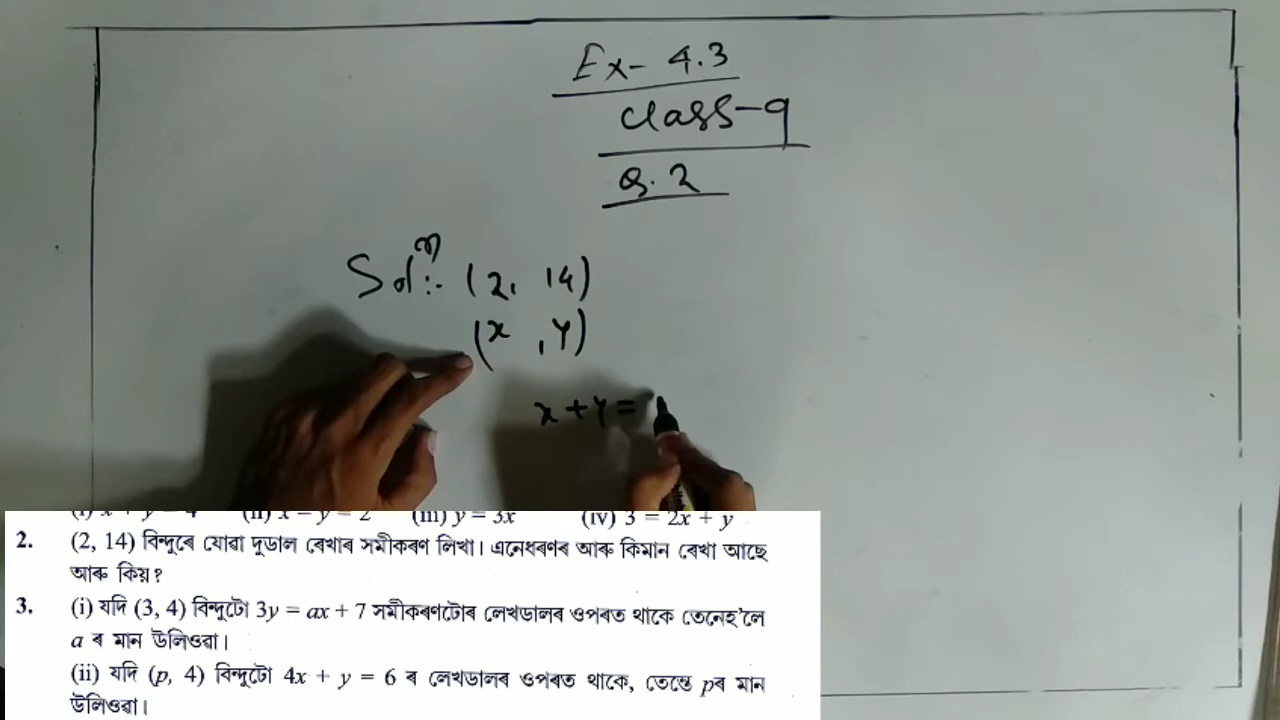 Ex- 4.3
Class-9
Q.2
Solⁿ:- (2, 14)
(x , y)
x + y =
(i) x + y = 4 (ii) x – y = 2 (iii) y = 3x (iv) 3 = 2x + y
2. (2, 14) বিন্দুৰে যোৱা দুডাল ৰেখাৰ সমীকৰণ লিখা। এনেধৰণৰ আৰু কিমান ৰেখা আছে
আৰু কিয়?
3. (i) যদি (3, 4) বিন্দুটো 3y = ax + 7 সমীকৰণটোৰ লেখডালৰ ওপৰত থাকে তেনেহ'লে
a ৰ মান উলিওৱা।
(ii) যদি (p, 4) বিন্দুটো 4x + y = 6 ৰ লেখডালৰ ওপৰত থাকে, তেন্তে pৰ মান
উলিওৱা।